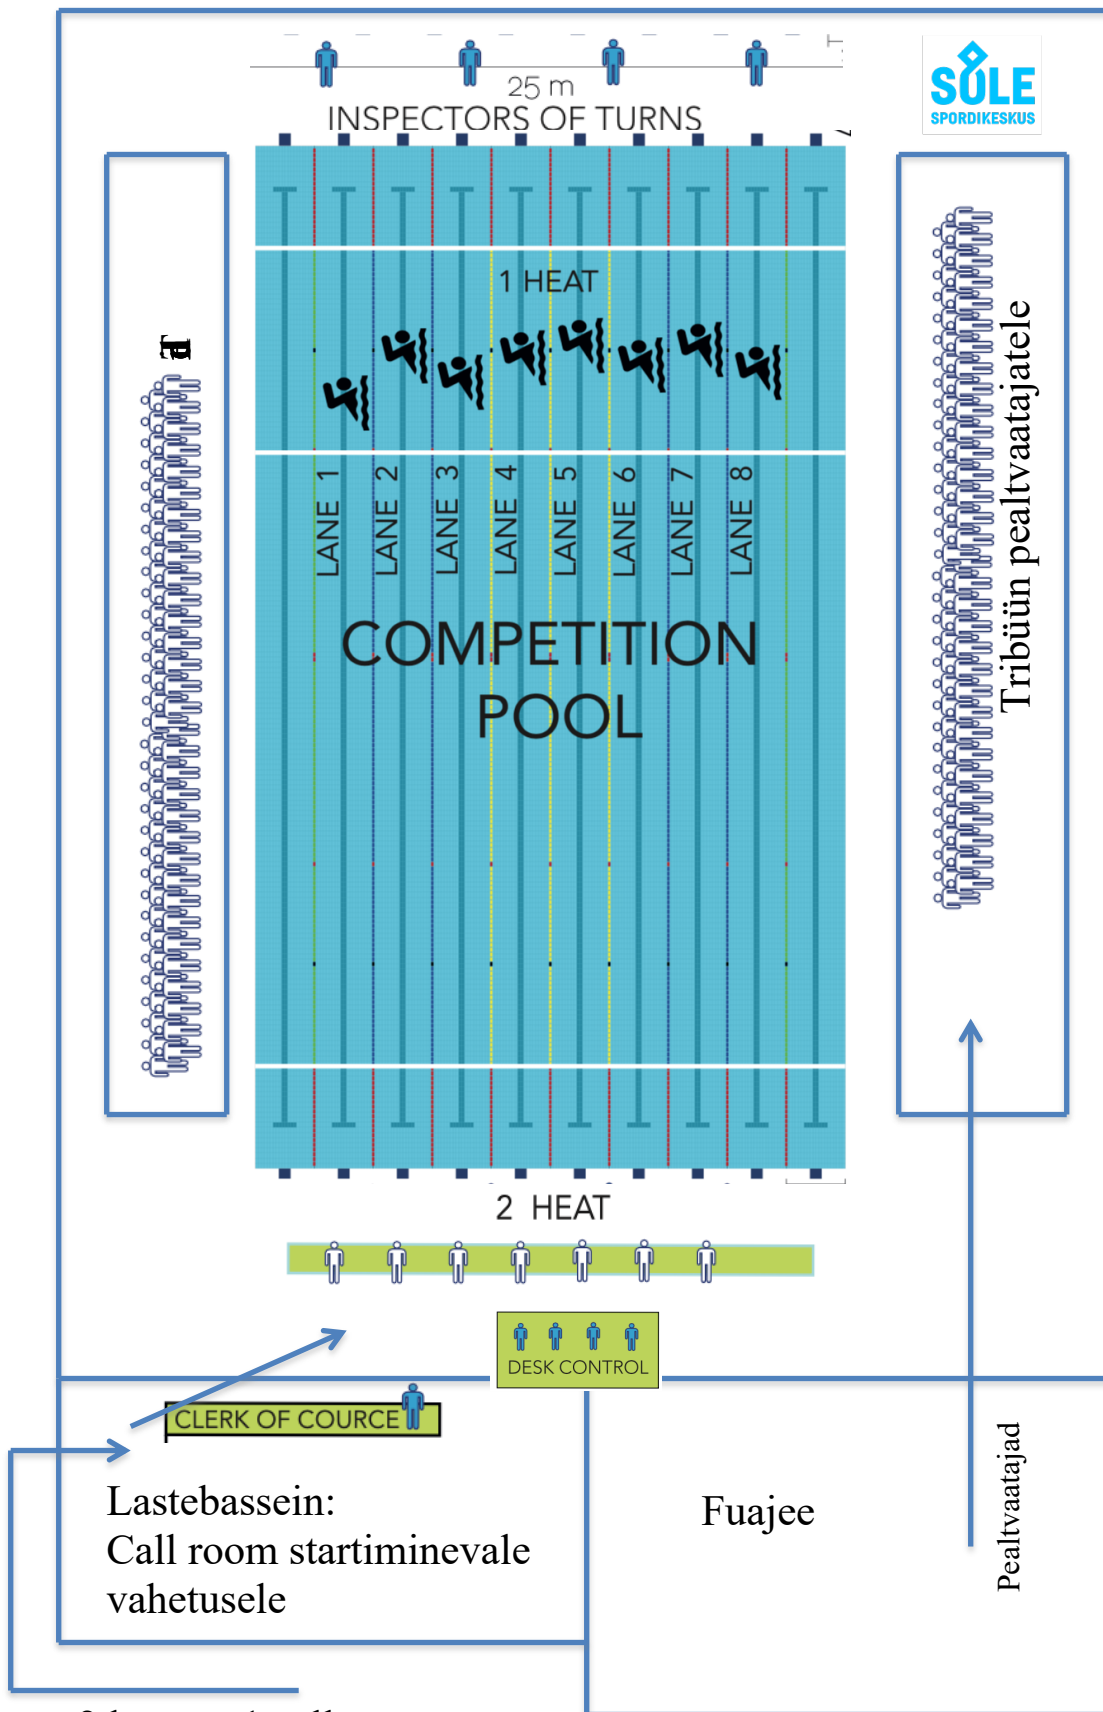 25 m
INSPECTORS OF TURNS
SÕLE
SPORDIKESKUS
1 HEAT
LANE 1
LANE 2
LANE 3
LANE 4
LANE 5
LANE 6
LANE 7
LANE 8
COMPETITION
POOL
Tribüün pealtvaatajatele
2 HEAT
DESK CONTROL
CLERK OF COURCE
Lastebassein:
Call room startiminevale
vahetusele
Fuajee
Pealtvaatajad